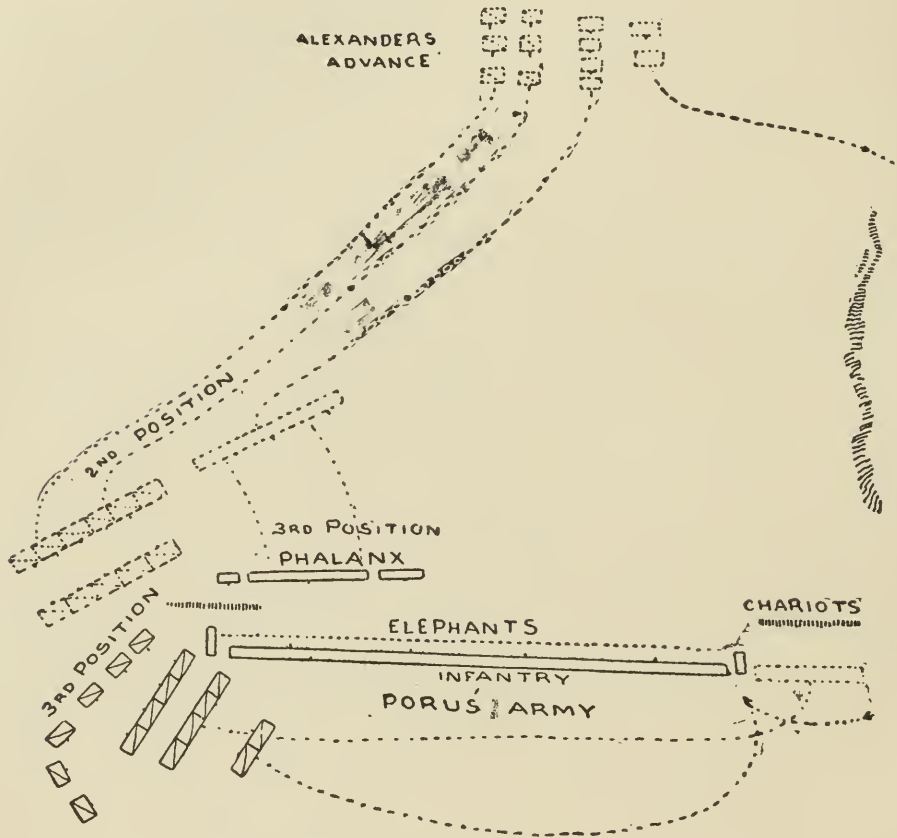 ALEXANDERS
ADVANCE
2ND POSITION
3RD POSITION
PHALANX
CHARIOTS
ELEPHANTS
3RD POSITION
INFANTRY
PORUS' ARMY